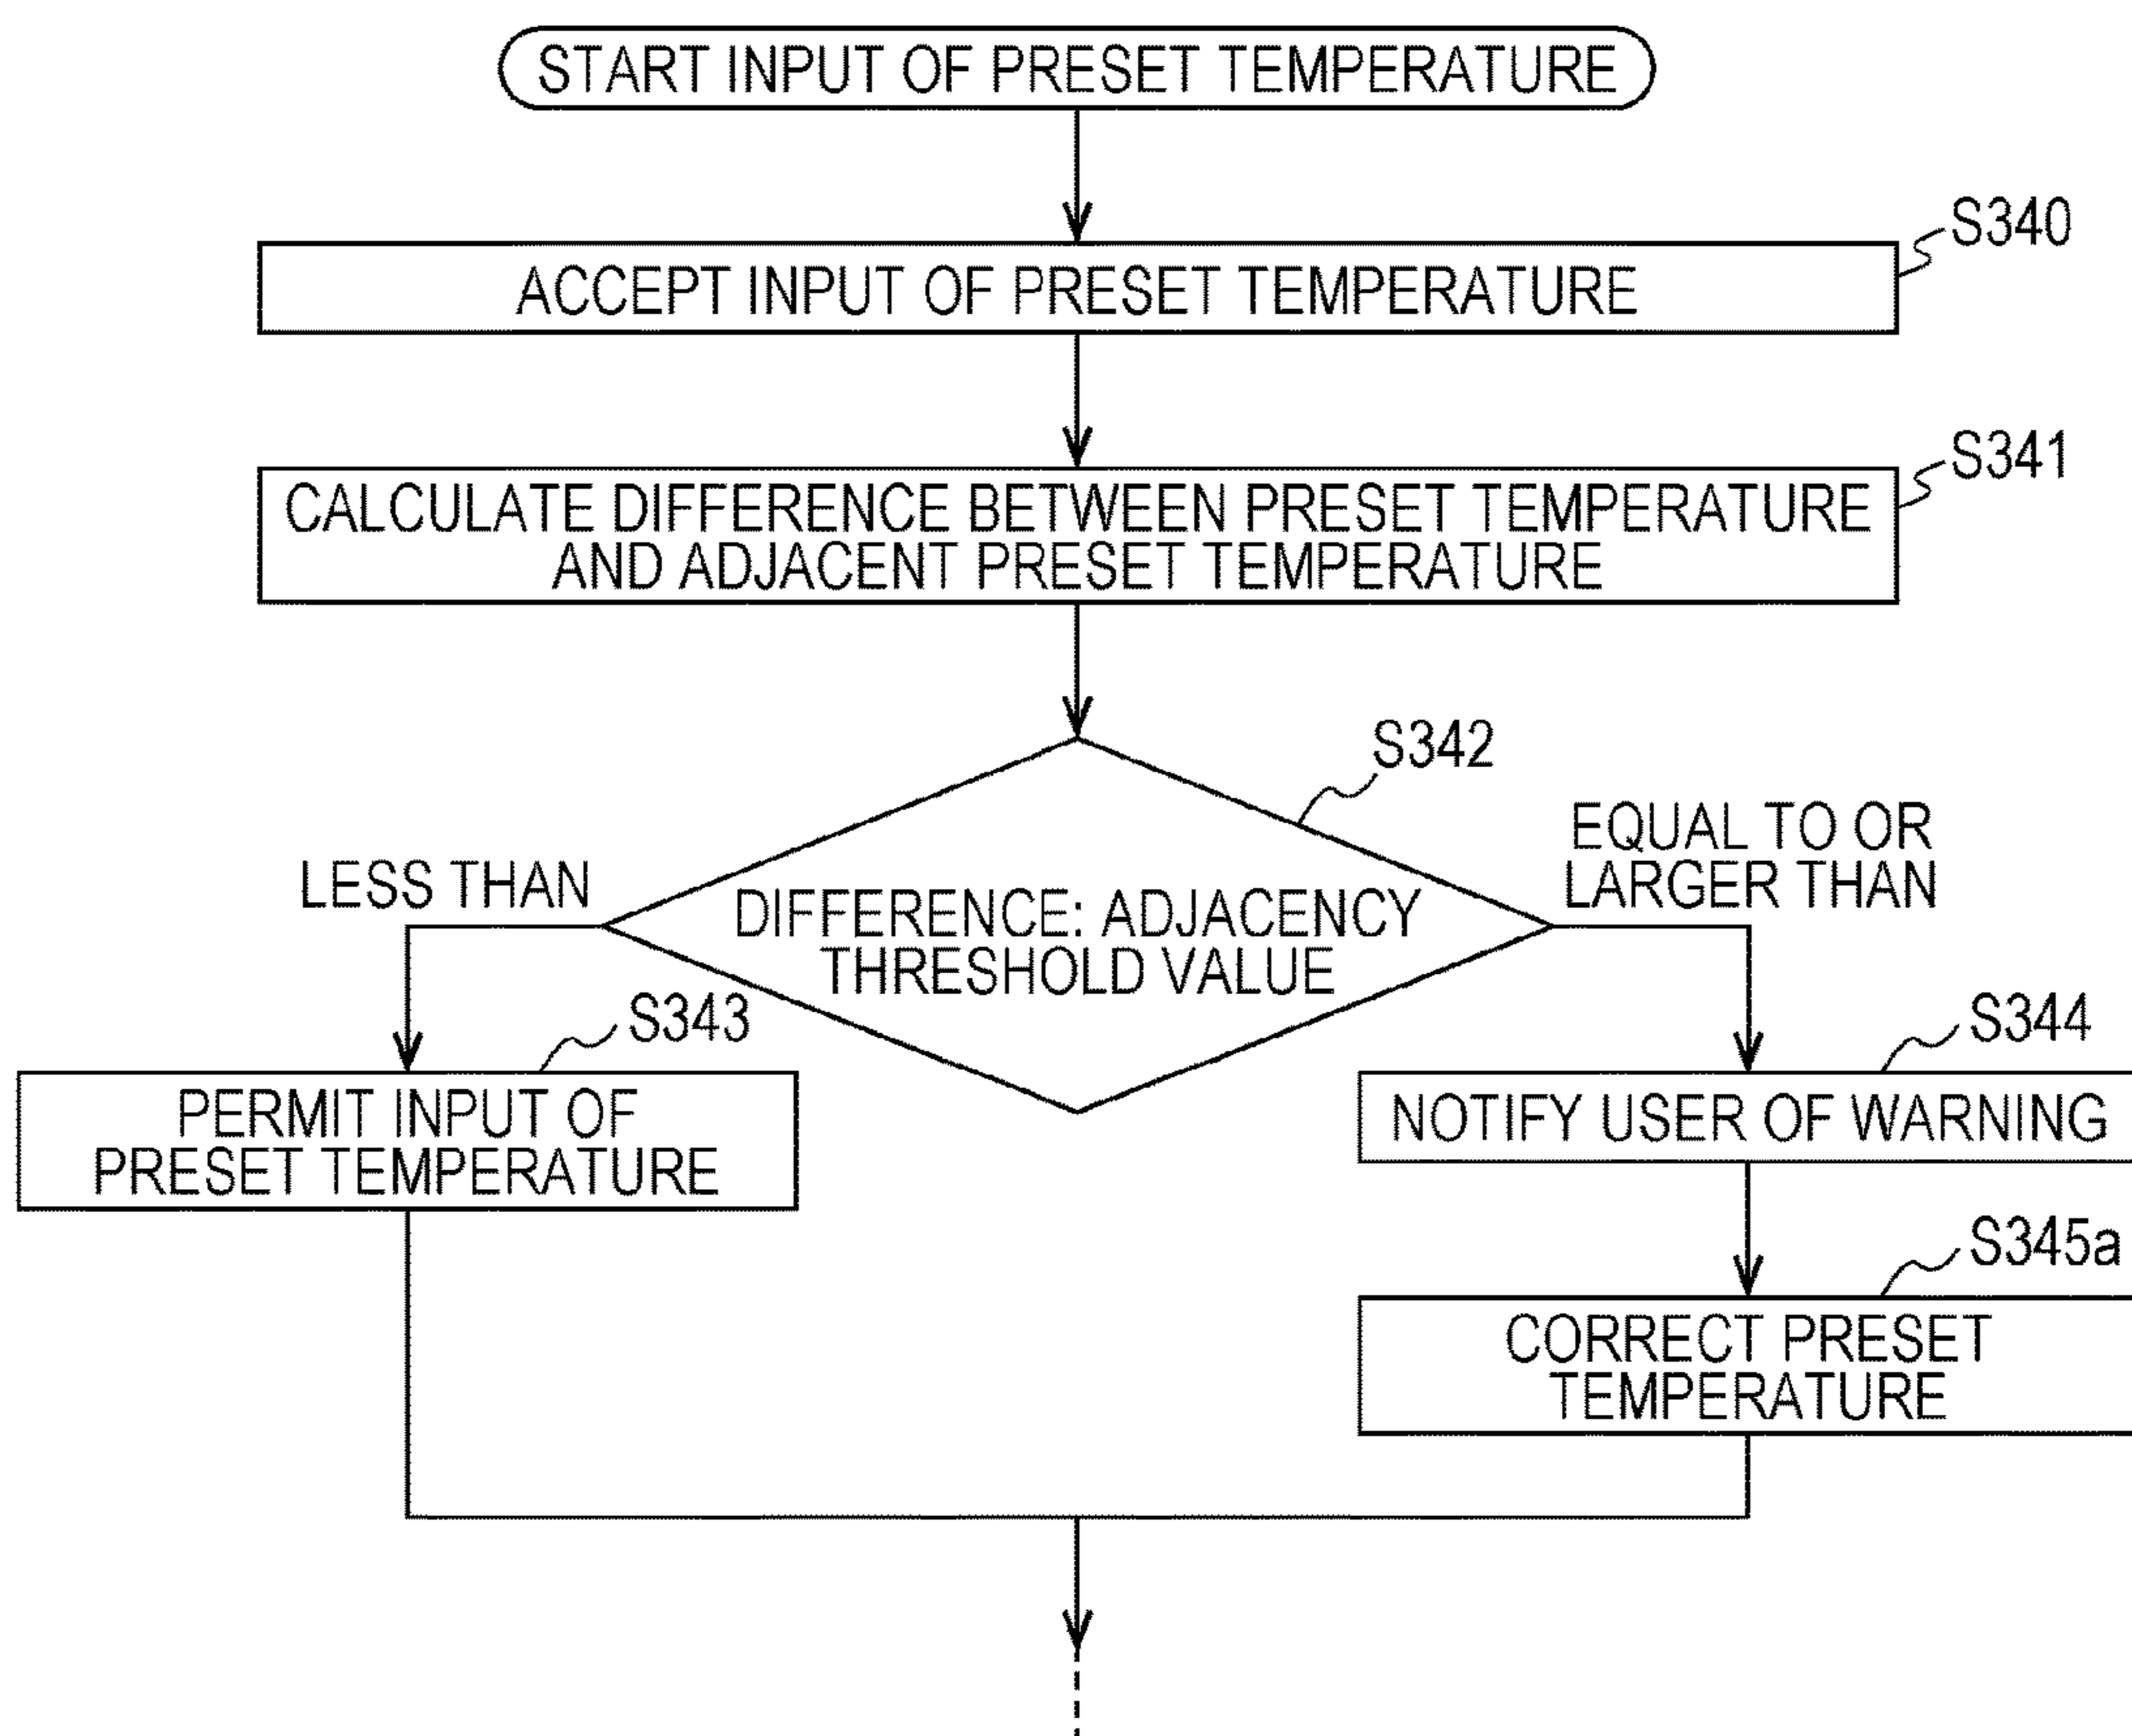 START INPUT OF PRESET TEMPERATURE
S340
ACCEPT INPUT OF PRESET TEMPERATURE
S341
CALCULATE DIFFERENCE BETWEEN PRESET TEMPERATURE
AND ADJACENT PRESET TEMPERATURE
S342
EQUAL TO OR
LARGER THAN
LESS THAN
DIFFERENCE: ADJACENCY
THRESHOLD VALUE
S343
PERMIT INPUT OF
PRESET TEMPERATURE
S344
NOTIFY USER OF WARNING
S345a
CORRECT PRESET
TEMPERATURE